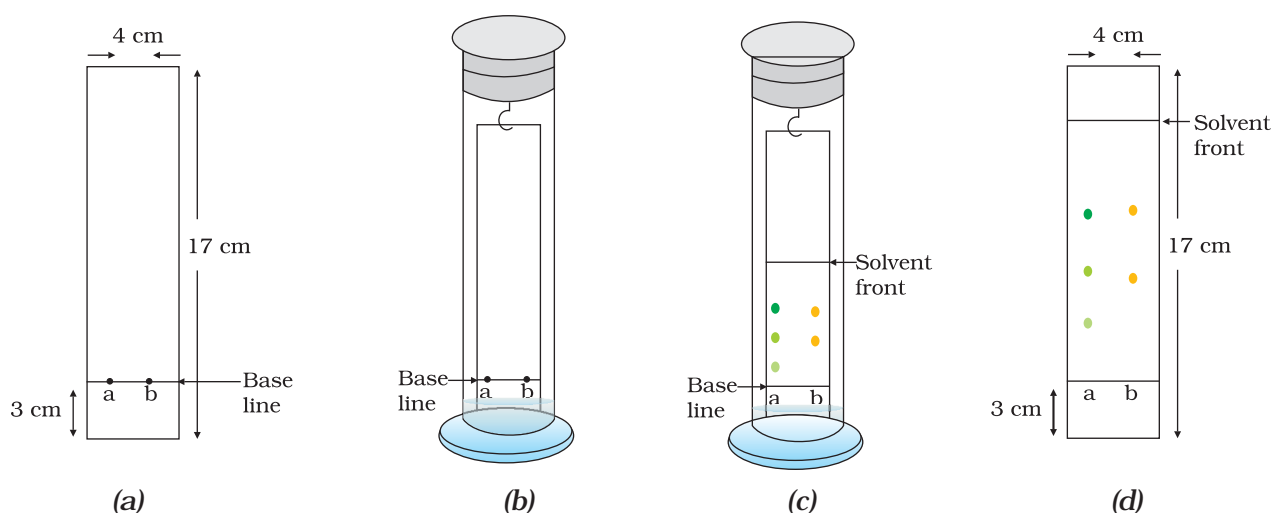 4 cm
17 cm
Base
line
a b
3 cm
(a)
Base
line
a b
(b)
Solvent
front
Base
line
a b
(c)
4 cm
Solvent
front
17 cm
a b
3 cm
(d)